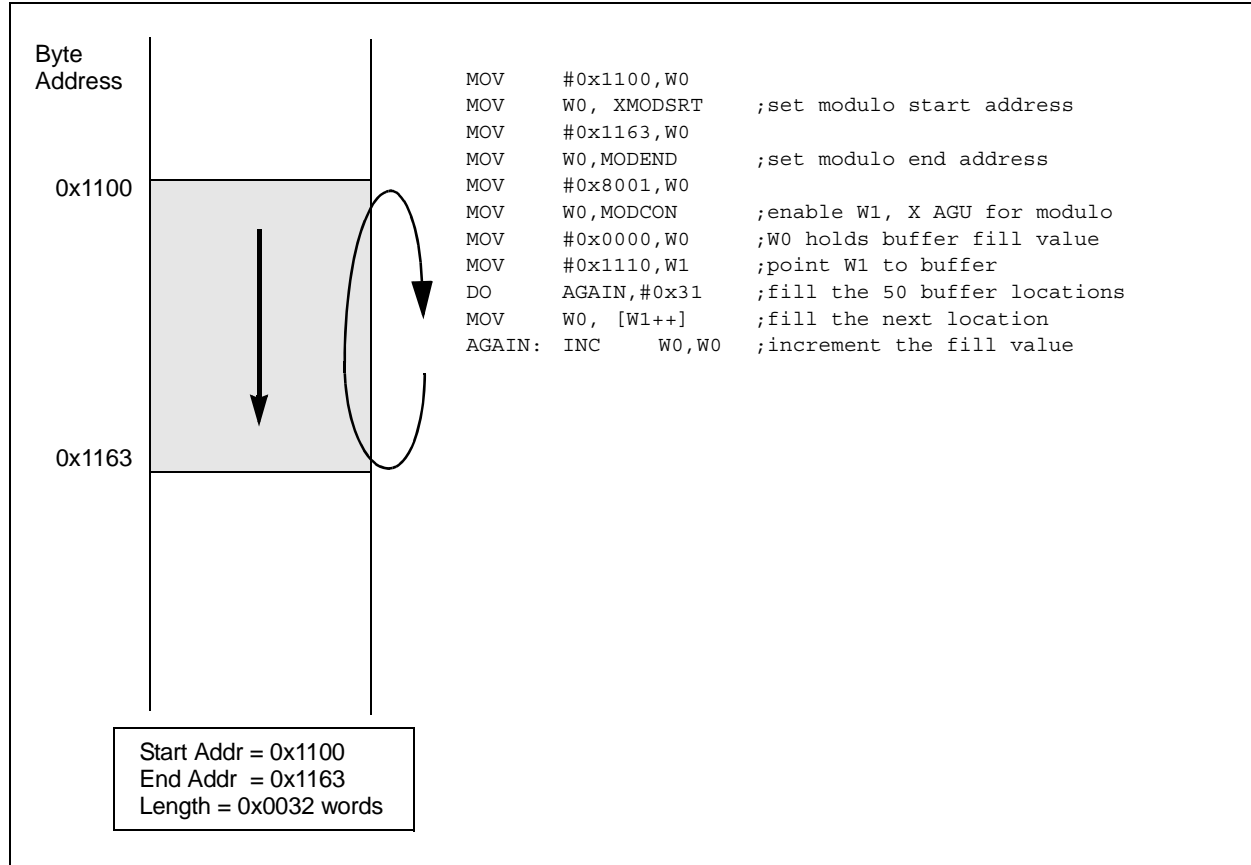 Byte
Address
0x1100
0x1163
MOV #0x1100,W0
MOV W0, XMODSRT ;set modulo start address
MOV #0x1163,W0
MOV W0,MODEND ;set modulo end address
MOV #0x8001,W0
MOV W0,MODCON ;enable W1, X AGU for modulo
MOV #0x0000,W0 ;W0 holds buffer fill value
MOV #0x1110,W1 ;point W1 to buffer
DO AGAIN,#0x31 ;fill the 50 buffer locations
MOV W0, [W1++] ;fill the next location
AGAIN: INC W0,W0 ;increment the fill value
Start Addr = 0x1100
End Addr = 0x1163
Length = 0x0032 words